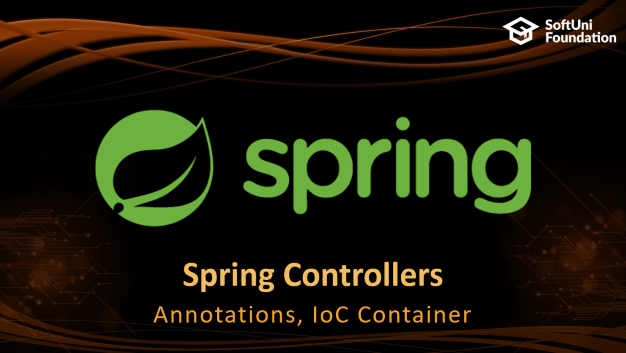 SoftUni
Foundation
spring
Spring Controllers
Annotations, IoC Container